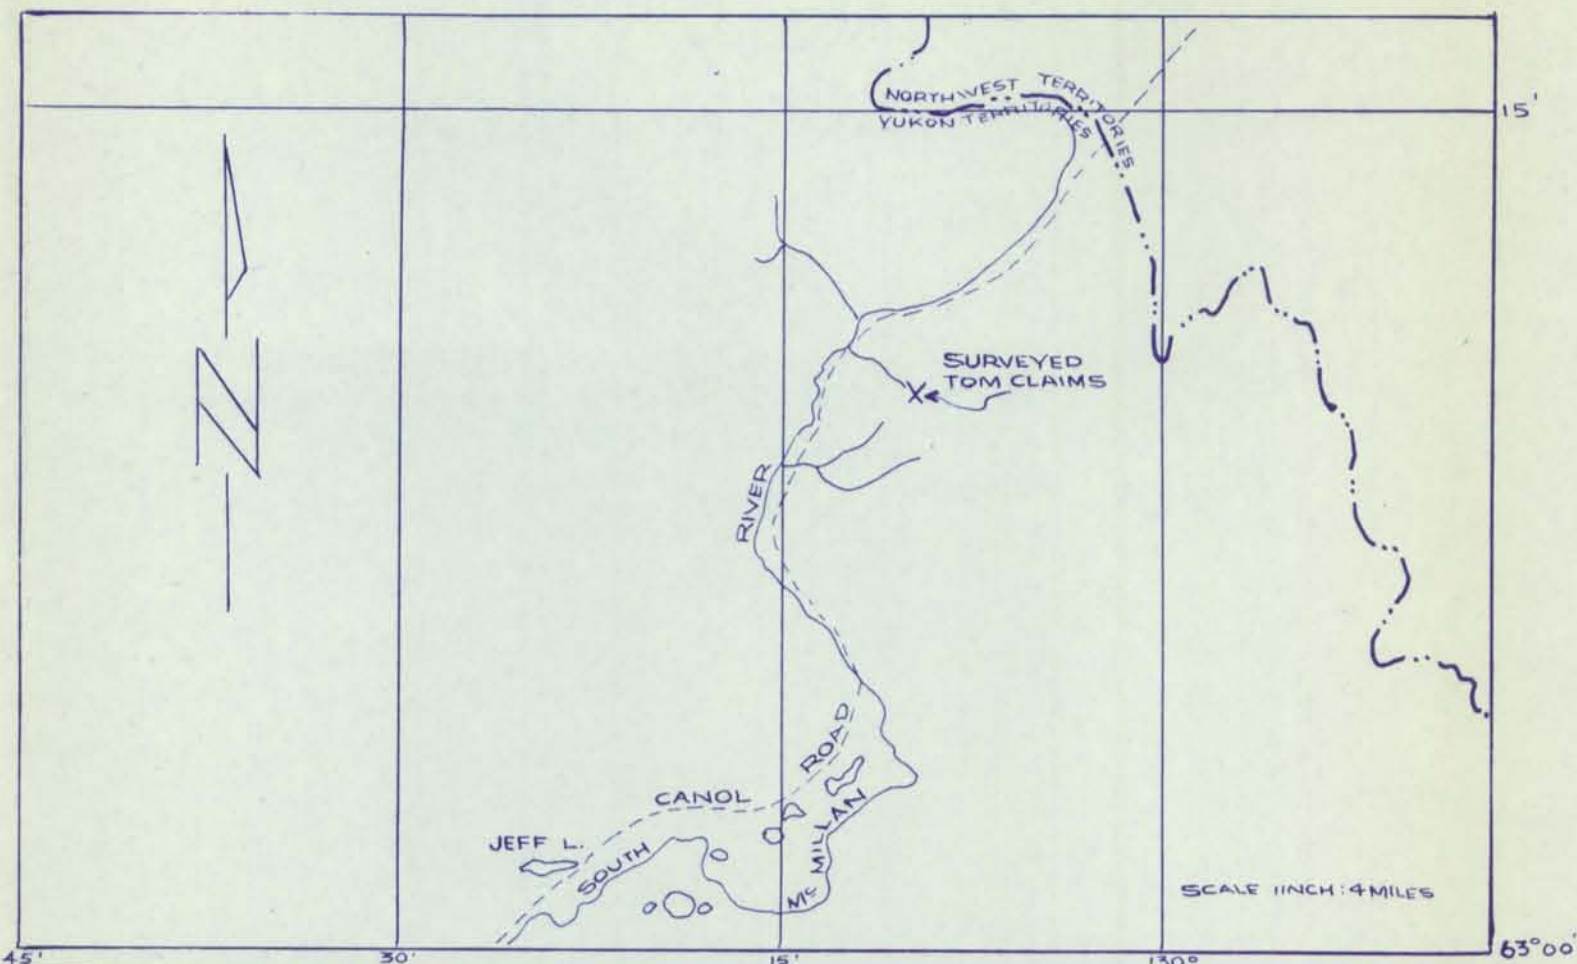 NORTHWEST TERRITORIES
YUKON TERRITORIES
15'
SURVEYED
TOM CLAIMS
RIVER
CANOL ROAD
JEFF L.
SOUTH McMILLAN
SCALE 1INCH:4MILES
45' 30' 15' 130° 63°00'
N